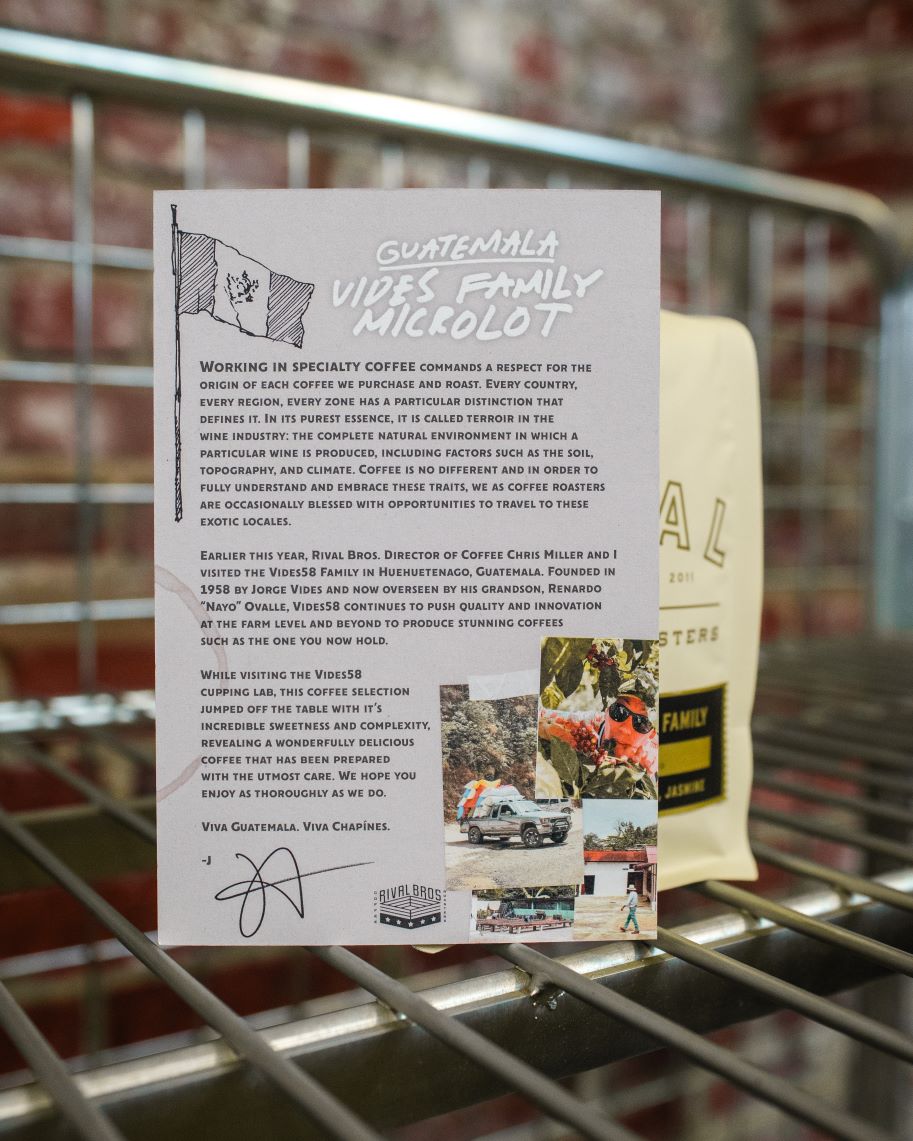 GUATEMALA
VIDES FAMILY
MICROLOT
WORKING IN SPECIALTY COFFEE COMMANDS A RESPECT FOR THE
ORIGIN OF EACH COFFEE WE PURCHASE AND ROAST. EVERY COUNTRY,
EVERY REGION, EVERY ZONE HAS A PARTICULAR DISTINCTION THAT
DEFINES IT. IN ITS PUREST ESSENCE, IT IS CALLED TERROIR IN THE
WINE INDUSTRY: THE COMPLETE NATURAL ENVIRONMENT IN WHICH A
PARTICULAR WINE IS PRODUCED, INCLUDING FACTORS SUCH AS THE SOIL,
TOPOGRAPHY, AND CLIMATE. COFFEE IS NO DIFFERENT AND IN ORDER TO
FULLY UNDERSTAND AND EMBRACE THESE TRAITS, WE AS COFFEE ROASTERS
ARE OCCASIONALLY BLESSED WITH OPPORTUNITIES TO TRAVEL TO THESE
EXOTIC LOCALES.
EARLIER THIS YEAR, RIVAL BROS. DIRECTOR OF COFFEE CHRIS MILLER AND I
VISITED THE VIDES58 FAMILY IN HUEHUETENAGO, GUATEMALA. FOUNDED IN
1958 BY JORGE VIDES AND NOW OVERSEEN BY HIS GRANDSON, RENARDO
"NAYO" OVALLE, VIDES58 CONTINUES TO PUSH QUALITY AND INNOVATION
AT THE FARM LEVEL AND BEYOND TO PRODUCE STUNNING COFFEES
SUCH AS THE ONE YOU NOW HOLD.
WHILE VISITING THE VIDES58
CUPPING LAB, THIS COFFEE SELECTION
JUMPED OFF THE TABLE WITH IT'S
INCREDIBLE SWEETNESS AND COMPLEXITY,
REVEALING A WONDERFULLY DELICIOUS
COFFEE THAT HAS BEEN PREPARED
WITH THE UTMOST CARE. WE HOPE YOU
ENJOY AS THOROUGHLY AS WE DO.
VIVA GUATEMALA. VIVA CHAPÍNES.
-J
RIVAL BROS
AL
2011
STERS
FAMILY
, JASMINE